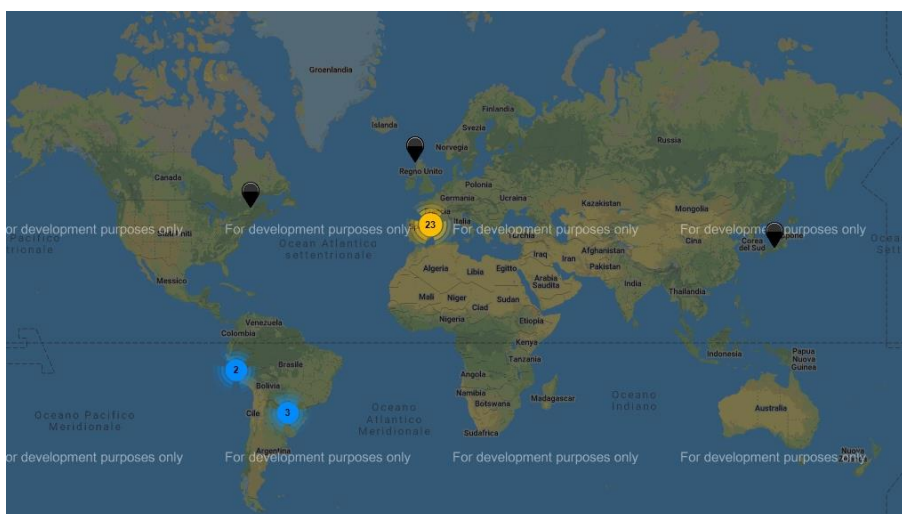 Groenlandia
Islanda
Finlandia
Svezia
Norvegia
Russia
Regno Unito
Canada
Polonia
Germania
Ucraina
Kazakistan
Mongolia
23
Italia
For development purposes only
For development purposes only
For development purposes only
or development purposes only
Turchia
Cina
Corea
del Sud
Oceano Atlantico
settentrionale
Iraq
Iran
Afghanistan
Pakistan
Algeria
Libia
Egitto
Arabia
Saudita
India
Messico
Mali
Niger
Ciad
Sudan
Thailandia
Nigeria
Etiopia
Venezuela
Colombia
Kenya
Indonesia
Papua
Nuova
Guinea
Tanzania
2
Brasile
Bolivia
Angola
Namibia
Botswana
Madagascar
Oceano
Indiano
Oceano Pacifico
Meridionale
Cile
3
Oceano
Atlantico
Meridionale
Australia
Sudafrica
Argentina
or development purposes only
For development purposes only
For development purposes only
For development purposes only
Nuova